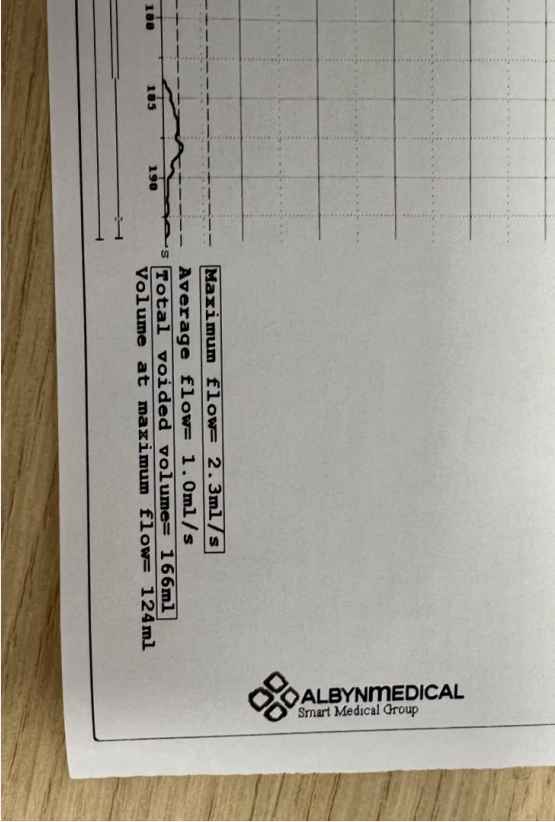 180
185
190
s
Maximum flow= 2.3ml/s
Average flow= 1.0ml/s
Total voided volume= 166ml
Volume at maximum flow= 124ml
ALBYNMEDICAL
Smart Medical Group